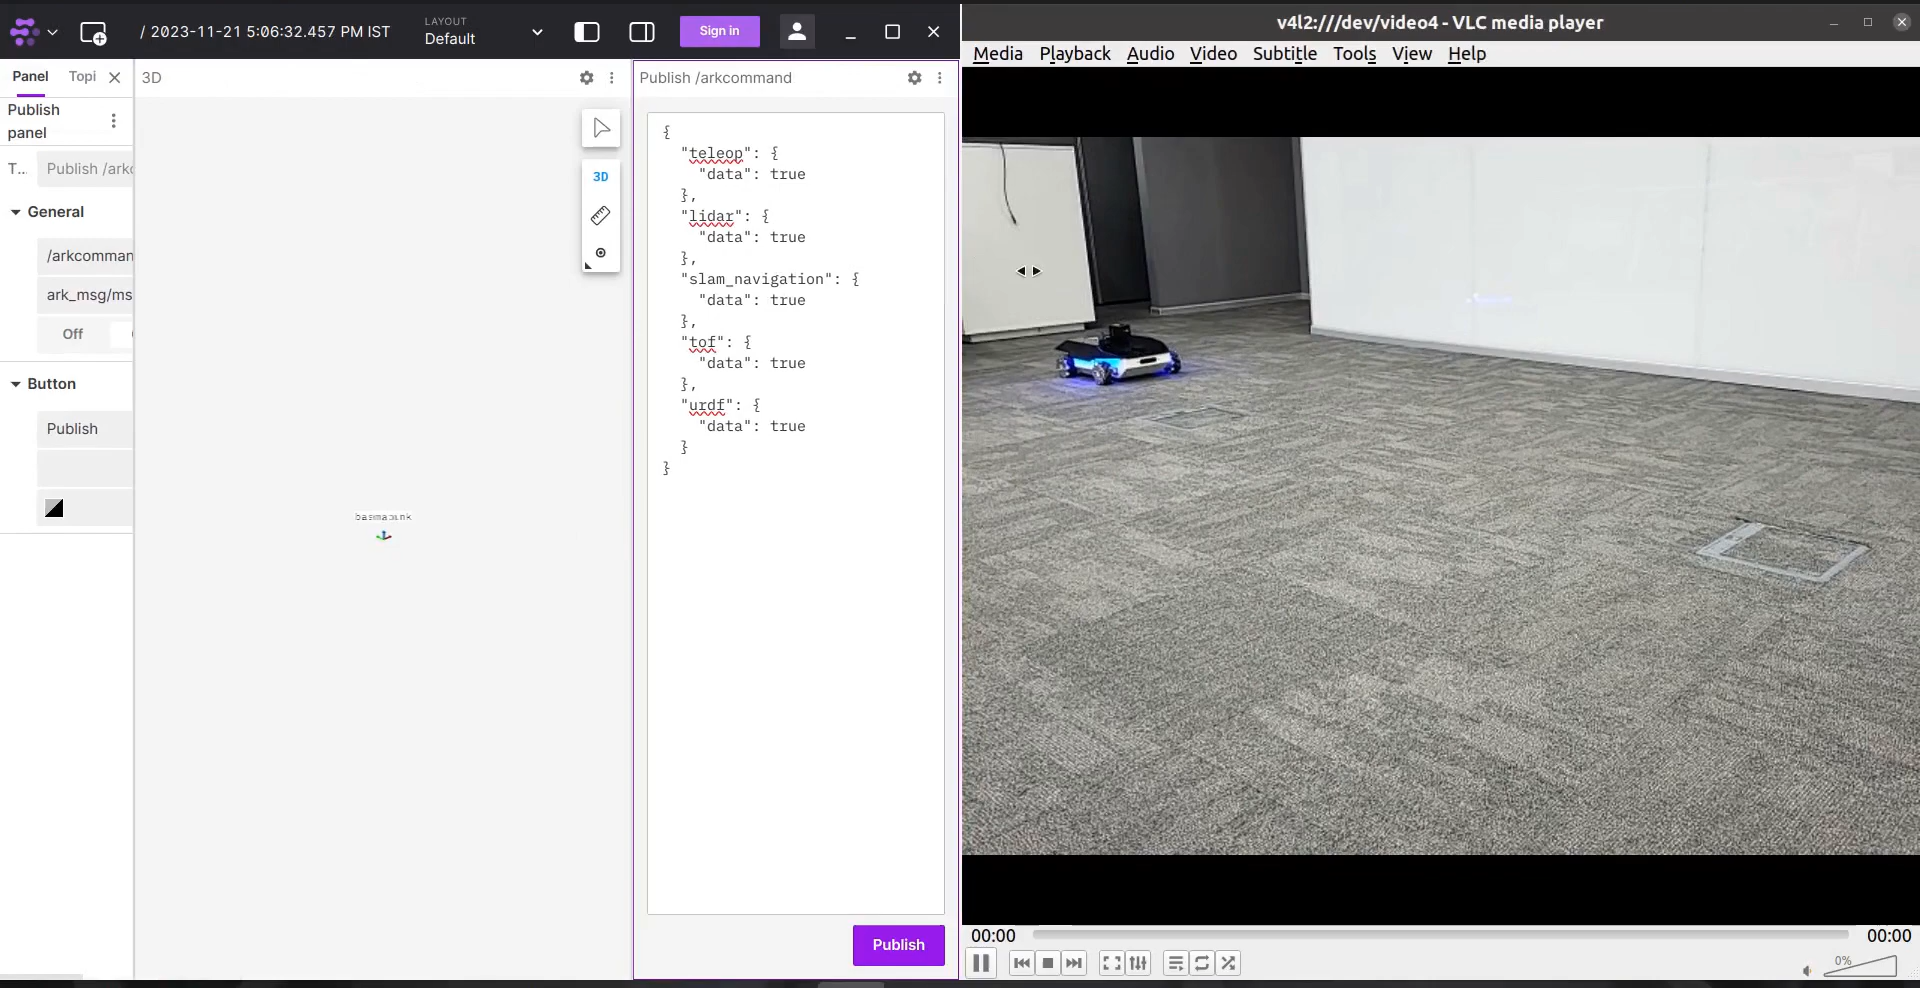 / 2023-11-21 5:06:32.457 PM IST
LAYOUT
Default
Sign in
Panel
Topi
Publish
panel
T...
Publish /arkc
General
/arkcomman
ark_msg/ms
Off
Button
Publish
3D
3D
Publish /arkcommand
{
"teleop": {
"data": true
},
"lidar": {
"data": true
},
"slam_navigation": {
"data": true
},
"tof": {
"data": true
},
"urdf": {
"data": true
}
}
Publish
v4l2:///dev/video4 - VLC media player
Media Playback Audio Video Subtitle Tools View Help
00:00
00:00
0%